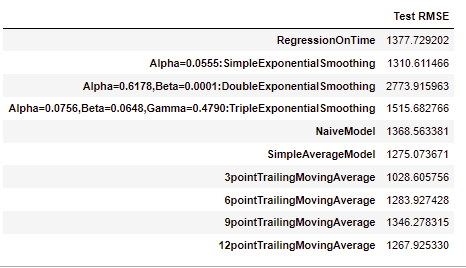 Test RMSE
RegressionOnTime 1377.729202
Alpha=0.0555:SimpleExponentialSmoothing 1310.611466
Alpha=0.6178,Beta=0.0001:DoubleExponentialSmoothing 2773.915963
Alpha=0.0756,Beta=0.0648,Gamma=0.4790:TripleExponentialSmoothing 1515.682766
NaiveModel 1368.563381
SimpleAverageModel 1275.073671
3pointTrailingMovingAverage 1028.605756
6pointTrailingMovingAverage 1283.927428
9pointTrailingMovingAverage 1346.278315
12pointTrailingMovingAverage 1267.925330